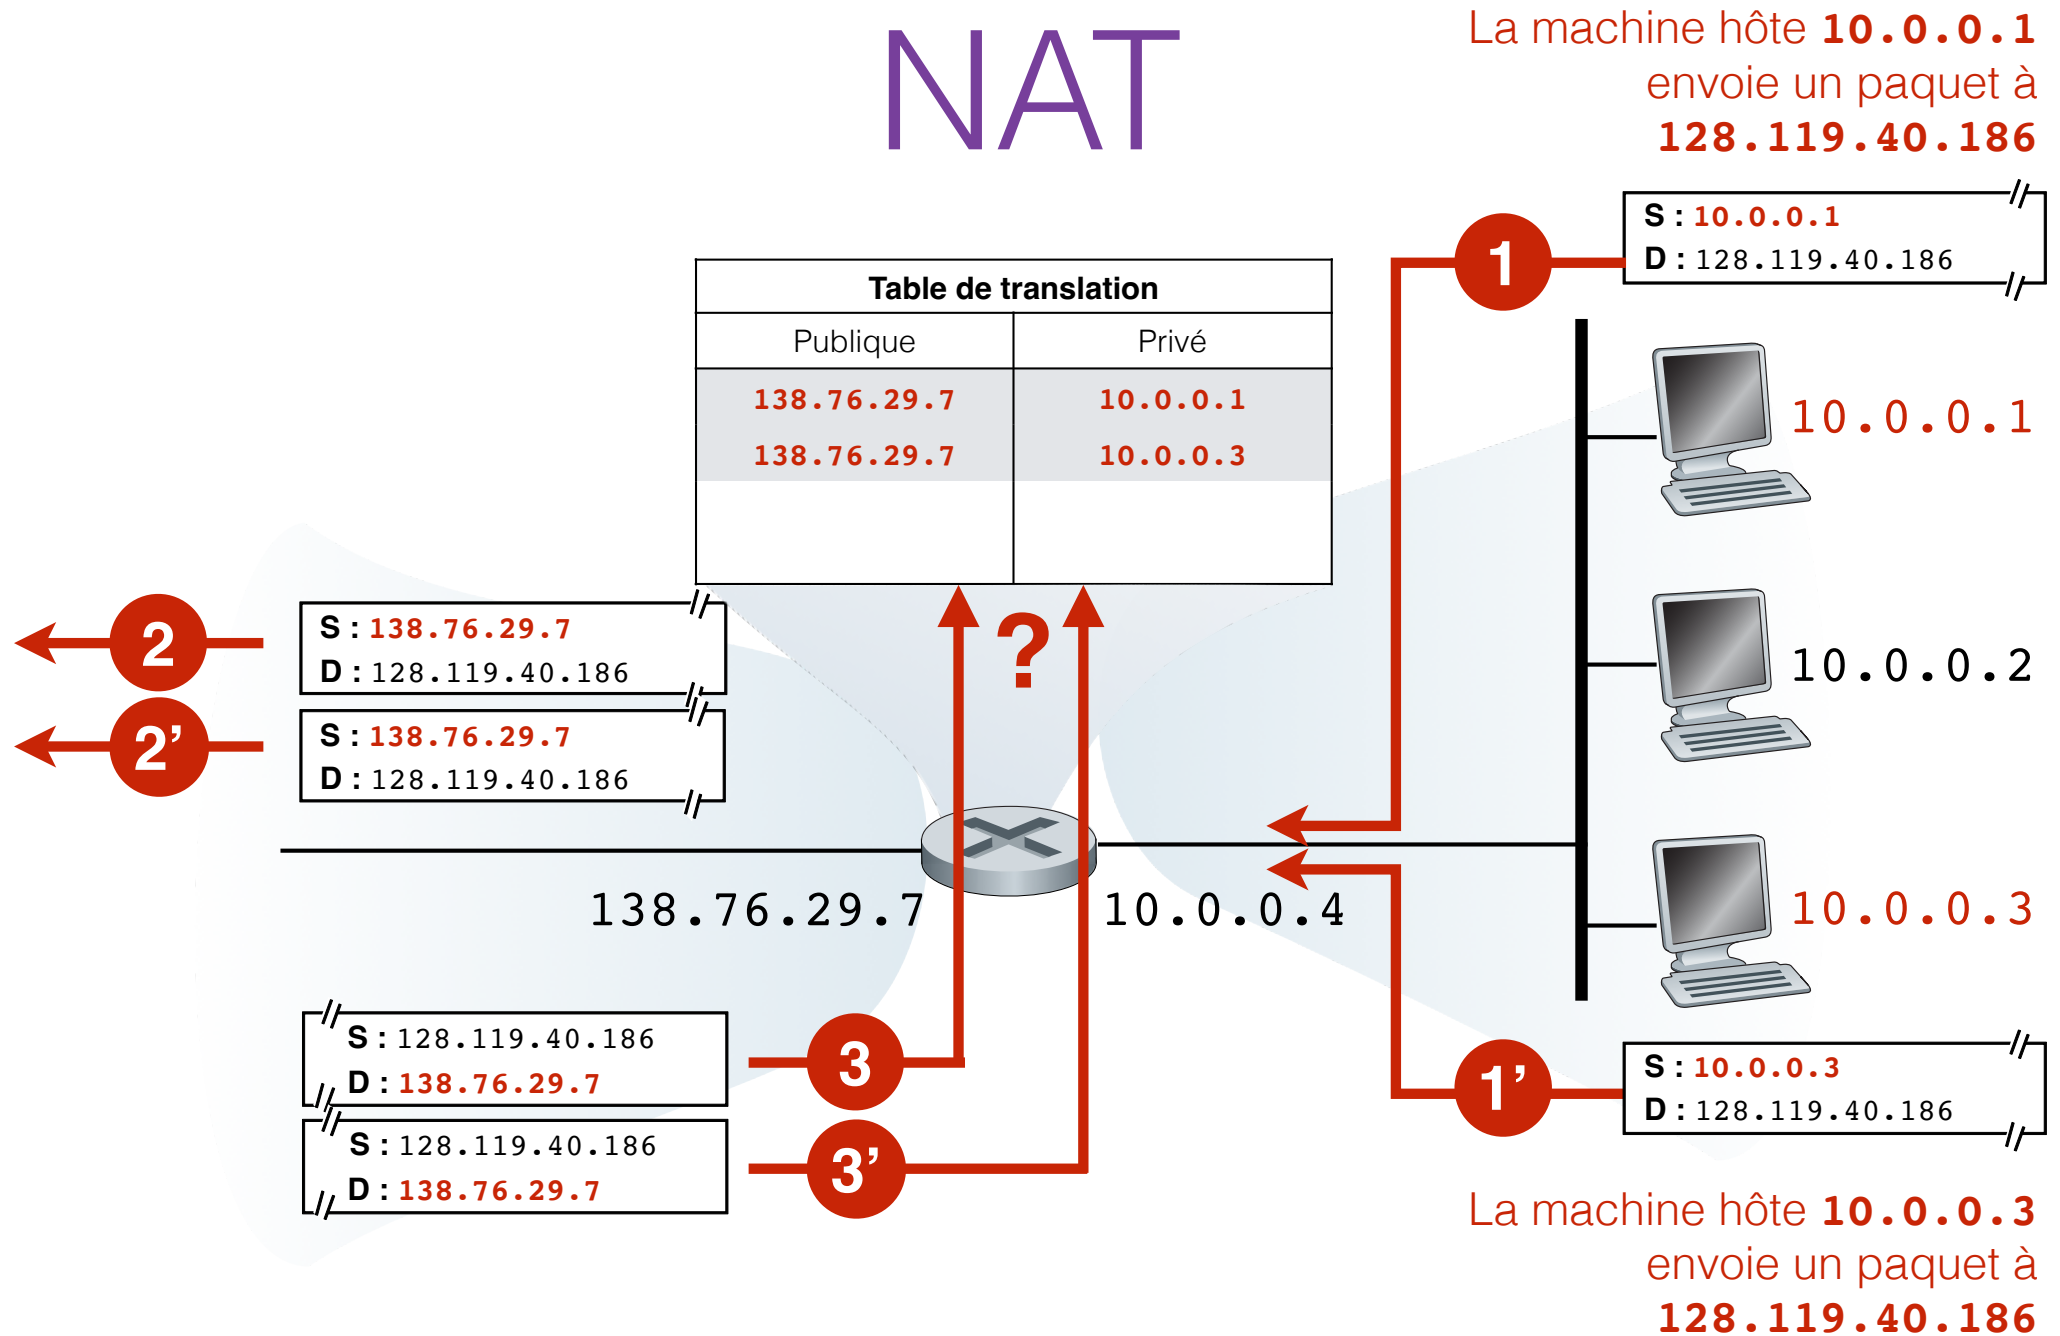 NAT
La machine hôte 10.0.0.1
envoie un paquet à
128.119.40.186
S : 10.0.0.1
D : 128.119.40.186
Table de translation
Publique Privé
138.76.29.7 10.0.0.1
138.76.29.7 10.0.0.3
1
10.0.0.1
2
S : 138.76.29.7
D : 128.119.40.186
?
10.0.0.2
2’
S : 138.76.29.7
D : 128.119.40.186
138.76.29.7
10.0.0.4
10.0.0.3
S : 128.119.40.186
D : 138.76.29.7
3
S : 128.119.40.186
D : 138.76.29.7
3’
1’
S : 10.0.0.3
D : 128.119.40.186
La machine hôte 10.0.0.3
envoie un paquet à
128.119.40.186